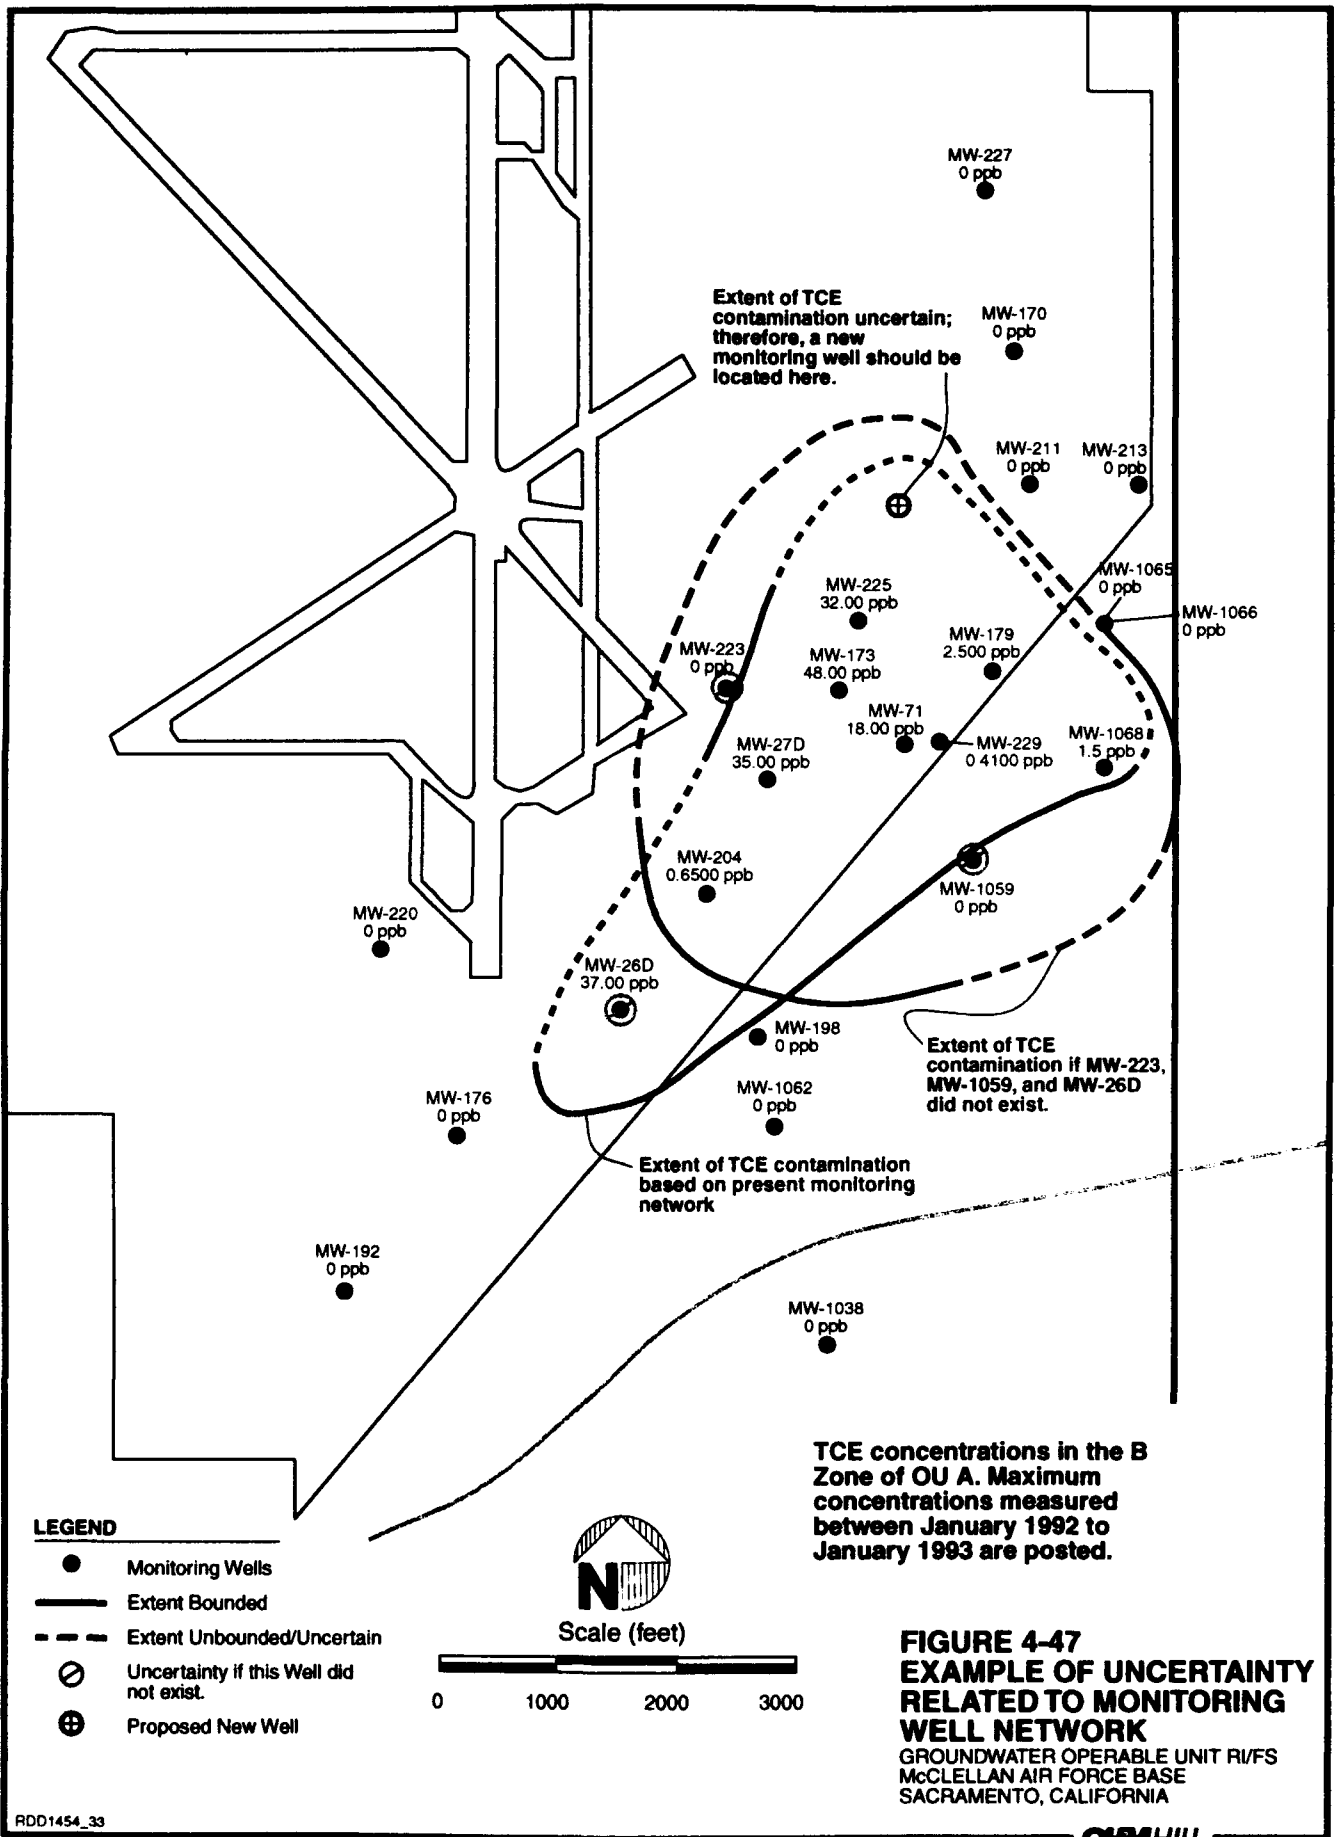 MW-227
0 ppb
Extent of TCE
contamination uncertain;
therefore, a new
monitoring well should be
located here.
MW-170
0 ppb
MW-211
0 ppb
MW-213
0 ppb
MW-1065
0 ppb
MW-1066
0 ppb
MW-225
32.00 ppb
MW-179
2.500 ppb
MW-223
0 ppb
MW-173
48.00 ppb
MW-71
18.00 ppb
MW-229
0 4100 ppb
MW-1068
1.5 ppb
MW-27D
35.00 ppb
MW-204
0.6500 ppb
MW-1059
0 ppb
MW-220
0 ppb
MW-26D
37.00 ppb
MW-198
0 ppb
Extent of TCE
contamination if MW-223,
MW-1059, and MW-26D
did not exist.
MW-176
0 ppb
MW-1062
0 ppb
Extent of TCE contamination
based on present monitoring
network
MW-192
0 ppb
MW-1038
0 ppb
TCE concentrations in the B
Zone of OU A. Maximum
concentrations measured
between January 1992 to
January 1993 are posted.
LEGEND
Monitoring Wells
Extent Bounded
Extent Unbounded/Uncertain
Uncertainty if this Well did
not exist.
Proposed New Well
N
Scale (feet)
0 1000 2000 3000
FIGURE 4-47
EXAMPLE OF UNCERTAINTY
RELATED TO MONITORING
WELL NETWORK
GROUNDWATER OPERABLE UNIT RI/FS
McCLELLAN AIR FORCE BASE
SACRAMENTO, CALIFORNIA
RDD1454_33